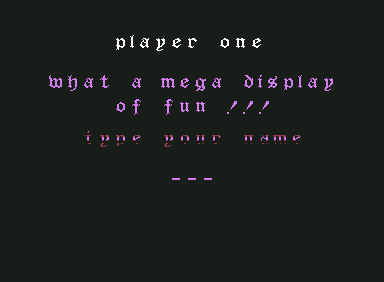 player one
what a mega display
of fun !!!
type your name
---